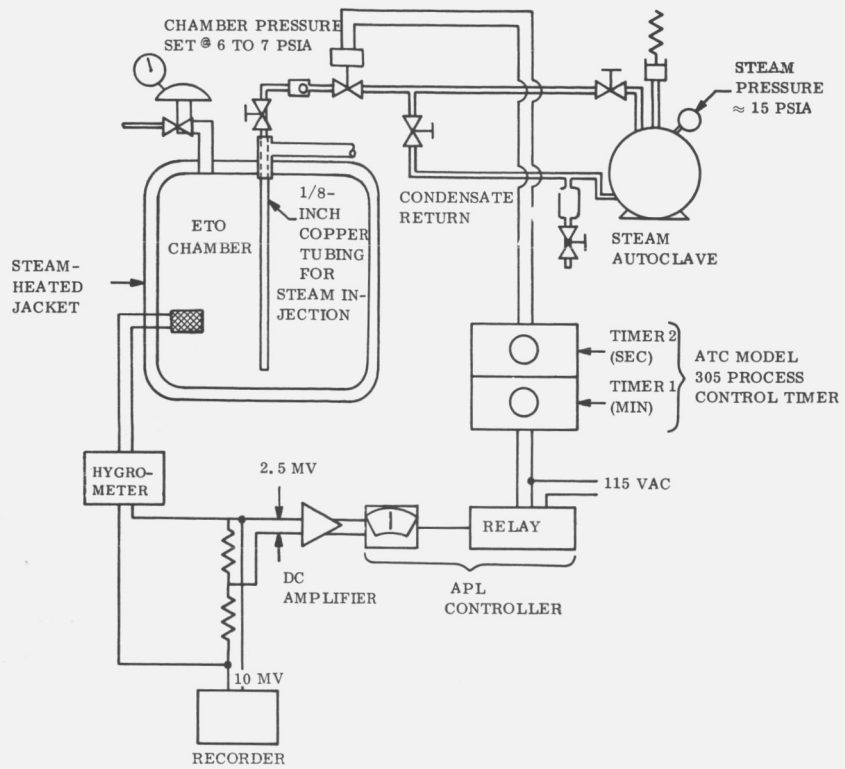 CHAMBER PRESSURE
SET @ 6 TO 7 PSIA
STEAM
PRESSURE
≈ 15 PSIA
ETO
CHAMBER
1/8-
INCH
COPPER
TUBING
FOR
STEAM IN-
JECTION
CONDENSATE
RETURN
STEAM
AUTOCLAVE
STEAM-
HEATED
JACKET
TIMER 2
(SEC)
TIMER 1
(MIN)
ATC MODEL
305 PROCESS
CONTROL TIMER
HYGRO-
METER
2.5 MV
115 VAC
RELAY
DC
AMPLIFIER
APL
CONTROLLER
10 MV
RECORDER